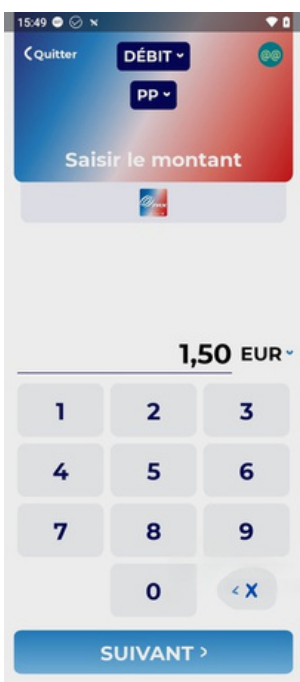 15:49
Quitter
DÉBIT
@@
PP
Saisir le montant
1,50 EUR
1 2 3
4 5 6
7 8 9
0 < X
SUIVANT >